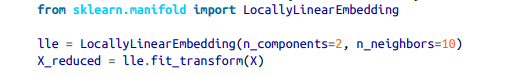 from sklearn.manifold import LocallyLinearEmbedding
lle = LocallyLinearEmbedding(n_components=2, n_neighbors=10)
X_reduced = lle.fit_transform(X)